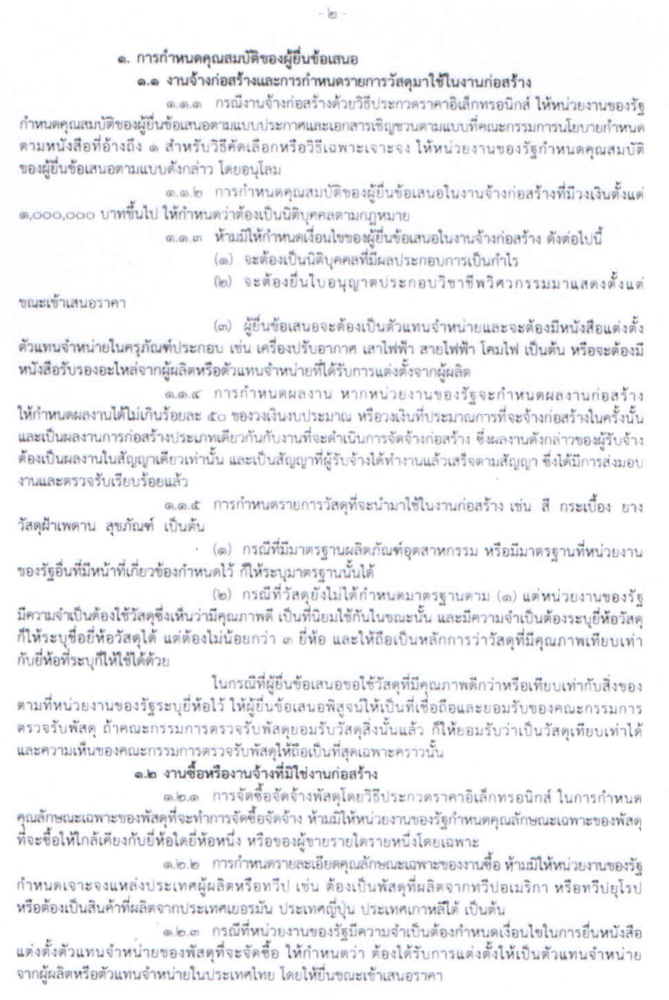 - ๒ -
๑. การกำหนดคุณสมบัติของผู้ยื่นข้อเสนอ
๑.๑ งานจ้างก่อสร้างและการกำหนดรายการวัสดุมาใช้ในงานก่อสร้าง
๑.๑.๑ กรณีงานจ้างก่อสร้างด้วยวิธีประกวดราคาอิเล็กทรอนิกส์ ให้หน่วยงานของรัฐ
กำหนดคุณสมบัติของผู้ยื่นข้อเสนอตามแบบประกาศและเอกสารเชิญชวนตามแบบที่คณะกรรมการนโยบายกำหนด
ตามหนังสือที่อ้างถึง ๑ สำหรับวิธีคัดเลือกหรือวิธีเฉพาะเจาะจง ให้หน่วยงานของรัฐกำหนดคุณสมบัติ
ของผู้ยื่นข้อเสนอตามแบบดังกล่าว โดยอนุโลม
๑.๑.๒ การกำหนดคุณสมบัติของผู้ยื่นข้อเสนอในงานจ้างก่อสร้างที่มีวงเงินตั้งแต่
๑,๐๐๐,๐๐๐ บาทขึ้นไป ให้กำหนดว่าต้องเป็นนิติบุคคลตามกฎหมาย
๑.๑.๓ ห้ามมิให้กำหนดเงื่อนไขของผู้ยื่นข้อเสนอในงานจ้างก่อสร้าง ดังต่อไปนี้
(๑) จะต้องเป็นนิติบุคคลที่มีผลประกอบการเป็นกำไร
(๒) จะต้องยื่นใบอนุญาตประกอบวิชาชีพวิศวกรรมมาแสดงตั้งแต่
ขณะเข้าเสนอราคา
(๓) ผู้ยื่นข้อเสนอจะต้องเป็นตัวแทนจำหน่ายและจะต้องมีหนังสือแต่งตั้ง
ตัวแทนจำหน่ายในครุภัณฑ์ประกอบ เช่น เครื่องปรับอากาศ เสาไฟฟ้า สายไฟฟ้า โคมไฟ เป็นต้น หรือจะต้องมี
หนังสือรับรองอะไหล่จากผู้ผลิตหรือตัวแทนจำหน่ายที่ได้รับการแต่งตั้งจากผู้ผลิต
๑.๑.๔ การกำหนดผลงาน หากหน่วยงานของรัฐจะกำหนดผลงานก่อสร้าง
ให้กำหนดผลงานได้ไม่เกินร้อยละ ๕๐ ของวงเงินงบประมาณ หรือวงเงินที่ประมาณการที่จะจ้างก่อสร้างในครั้งนั้น
และเป็นผลงานการก่อสร้างประเภทเดียวกันกับงานที่จะดำเนินการจัดจ้างก่อสร้าง ซึ่งผลงานดังกล่าวของผู้รับจ้าง
ต้องเป็นผลงานในสัญญาเดียวเท่านั้น และเป็นสัญญาที่ผู้รับจ้างได้ทำงานแล้วเสร็จตามสัญญา ซึ่งได้มีการส่งมอบ
งานและตรวจรับเรียบร้อยแล้ว
๑.๑.๕ การกำหนดรายการวัสดุที่จะนำมาใช้ในงานก่อสร้าง เช่น สี กระเบื้อง ยาง
วัสดุฝ้าเพดาน สุขภัณฑ์ เป็นต้น
(๑) กรณีที่มีมาตรฐานผลิตภัณฑ์อุตสาหกรรม หรือมีมาตรฐานที่หน่วยงาน
ของรัฐอื่นที่มีหน้าที่เกี่ยวข้องกำหนดไว้ ก็ให้ระบุมาตรฐานนั้นได้
(๒) กรณีที่วัสดุยังไม่ได้กำหนดมาตรฐานตาม (๑) แต่หน่วยงานของรัฐ
มีความจำเป็นต้องใช้วัสดุซึ่งเห็นว่ามีคุณภาพดี เป็นที่นิยมใช้กันในขณะนั้น และมีความจำเป็นต้องระบุยี่ห้อวัสดุ
ก็ให้ระบุชื่อยี่ห้อวัสดุได้ แต่ต้องไม่น้อยกว่า ๓ ยี่ห้อ และให้ถือเป็นหลักการว่าวัสดุที่มีคุณภาพเทียบเท่า
กับยี่ห้อที่ระบุก็ให้ใช้ได้ด้วย
ในกรณีที่ผู้ยื่นข้อเสนอขอใช้วัสดุที่มีคุณภาพดีกว่าหรือเทียบเท่ากับสิ่งของ
ตามที่หน่วยงานของรัฐระบุยี่ห้อไว้ ให้ผู้ยื่นข้อเสนอพิสูจน์ให้เป็นที่เชื่อถือและยอมรับของคณะกรรมการ
ตรวจรับพัสดุ ถ้าคณะกรรมการตรวจรับพัสดุยอมรับวัสดุสิ่งนั้นแล้ว ก็ให้ยอมรับว่าเป็นวัสดุเทียบเท่าได้
และความเห็นของคณะกรรมการตรวจรับพัสดุให้ถือเป็นที่สุดเฉพาะคราวนั้น
๑.๒ งานซื้อหรืองานจ้างที่มิใช่งานก่อสร้าง
๑.๒.๑ การจัดซื้อจัดจ้างพัสดุโดยวิธีประกวดราคาอิเล็กทรอนิกส์ ในการกำหนด
คุณลักษณะเฉพาะของพัสดุที่จะทำการจัดซื้อจัดจ้าง ห้ามมิให้หน่วยงานของรัฐกำหนดคุณลักษณะเฉพาะของพัสดุ
ที่จะซื้อให้ใกล้เคียงกับยี่ห้อใดยี่ห้อหนึ่ง หรือของผู้ขายรายใดรายหนึ่งโดยเฉพาะ
๑.๒.๒ การกำหนดรายละเอียดคุณลักษณะเฉพาะของงานซื้อ ห้ามมิให้หน่วยงานของรัฐ
กำหนดเจาะจงแหล่งประเทศผู้ผลิตหรือทวีป เช่น ต้องเป็นพัสดุที่ผลิตจากทวีปอเมริกา หรือทวีปยุโรป
หรือต้องเป็นสินค้าที่ผลิตจากประเทศเยอรมัน ประเทศญี่ปุ่น ประเทศเกาหลีใต้ เป็นต้น
๑.๒.๓ กรณีที่หน่วยงานของรัฐมีความจำเป็นต้องกำหนดเงื่อนไขในการยื่นหนังสือ
แต่งตั้งตัวแทนจำหน่ายของพัสดุที่จะจัดซื้อ ให้กำหนดว่า ต้องได้รับการแต่งตั้งให้เป็นตัวแทนจำหน่าย
จากผู้ผลิตหรือตัวแทนจำหน่ายในประเทศไทย โดยให้ยื่นขณะเข้าเสนอราคา